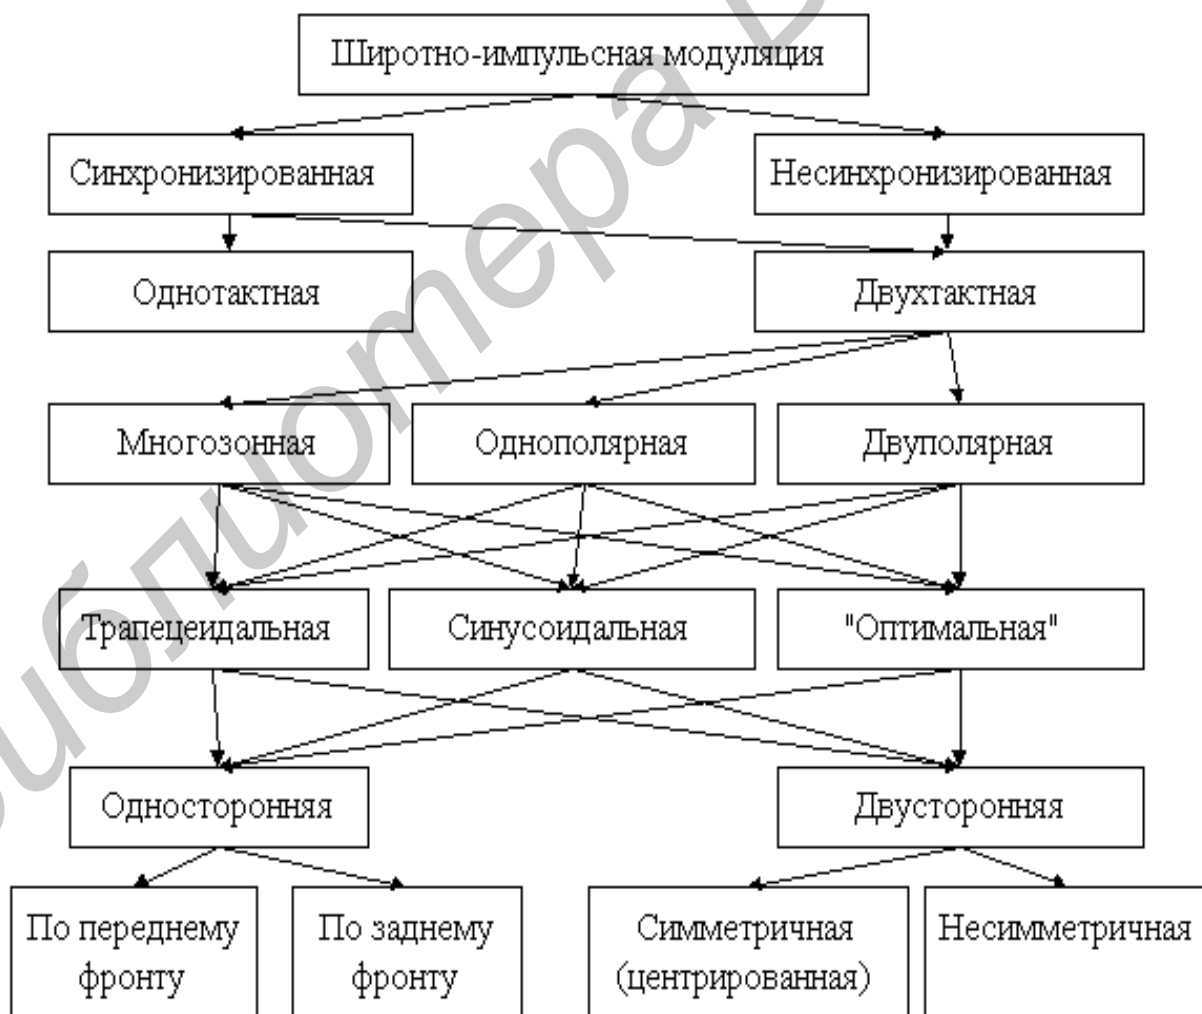 Широтно-импульсная модуляция
Синхронизированная
Несинхронизированная
Однотактная
Двухтактная
Многозонная
Однополярная
Двуполярная
Трапецеидальная
Синусоидальная
"Оптимальная"
Односторонняя
Двусторонняя
По переднему
фронту
По заднему
фронту
Симметричная
(центрированная)
Несимметричная